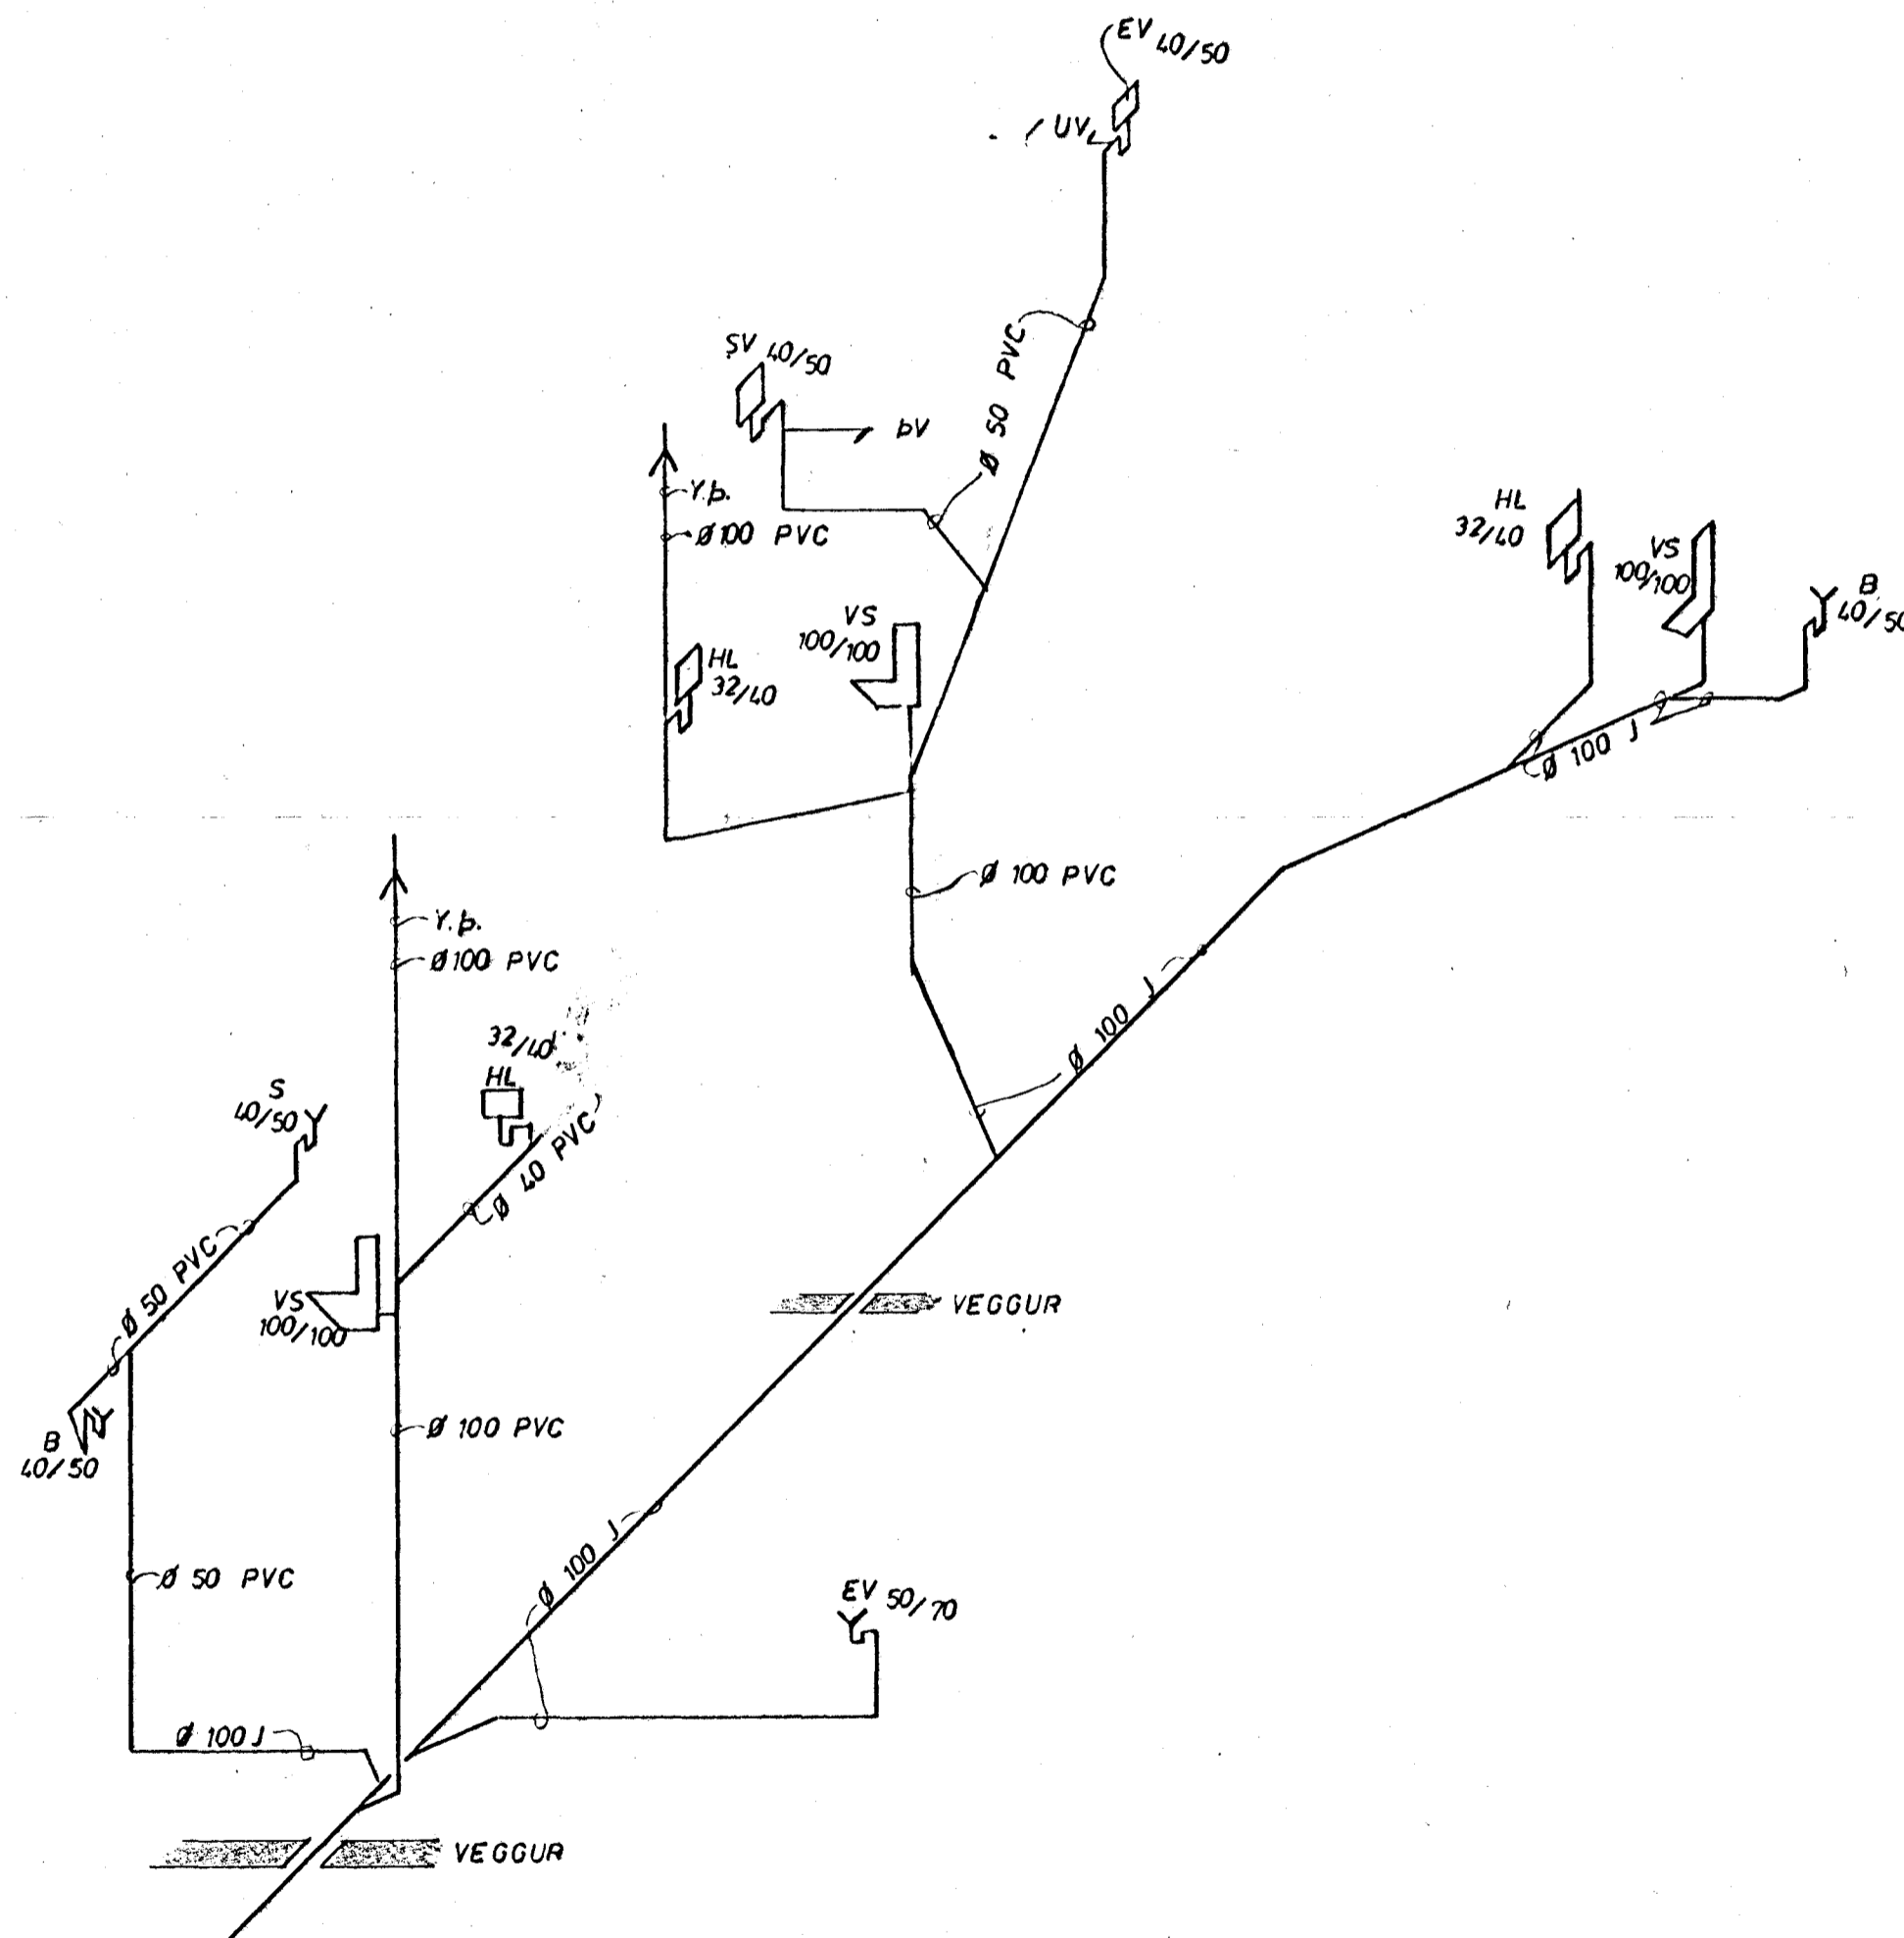 EV 40/50
UV
SV 40/50
Ø 50 PVC
þV
Y.þ.
Ø 100 PVC
HL
32/40
VS
100/100
B
40/50
VS
100/100
HL
32/40
Ø 100 J
Ø 100 PVC
Y.þ.
Ø 100 PVC
Ø 100 J
32/40
HL
Ø 40 PVC
S
40/50
Ø 50 PVC
VS
100/100
VEGGUR
B
40/50
Ø 100 PVC
Ø 50 PVC
Ø 100 J
EV 50/70
Ø 100 J
VEGGUR